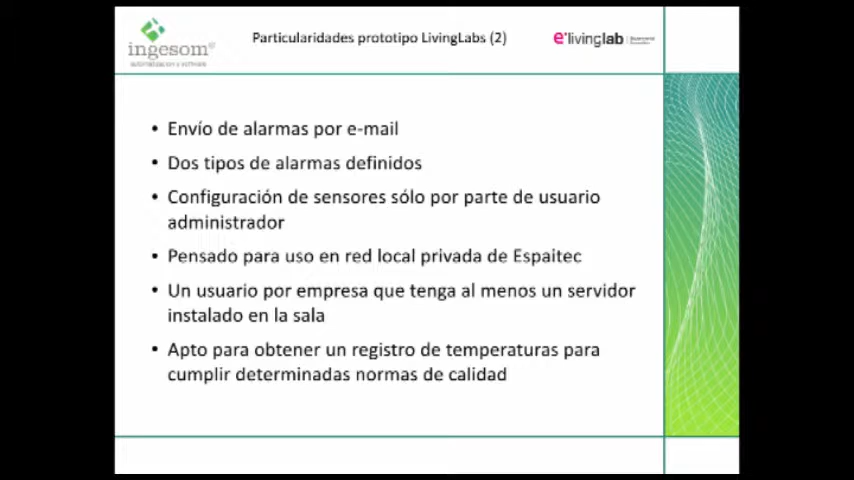 ingesom®
automatización y software
Particularidades prototipo LivingLabs (2)
e'livinglab
• Envío de alarmas por e-mail
• Dos tipos de alarmas definidos
• Configuración de sensores sólo por parte de usuario
administrador
• Pensado para uso en red local privada de Espaitec
• Un usuario por empresa que tenga al menos un servidor
instalado en la sala
• Apto para obtener un registro de temperaturas para
cumplir determinadas normas de calidad